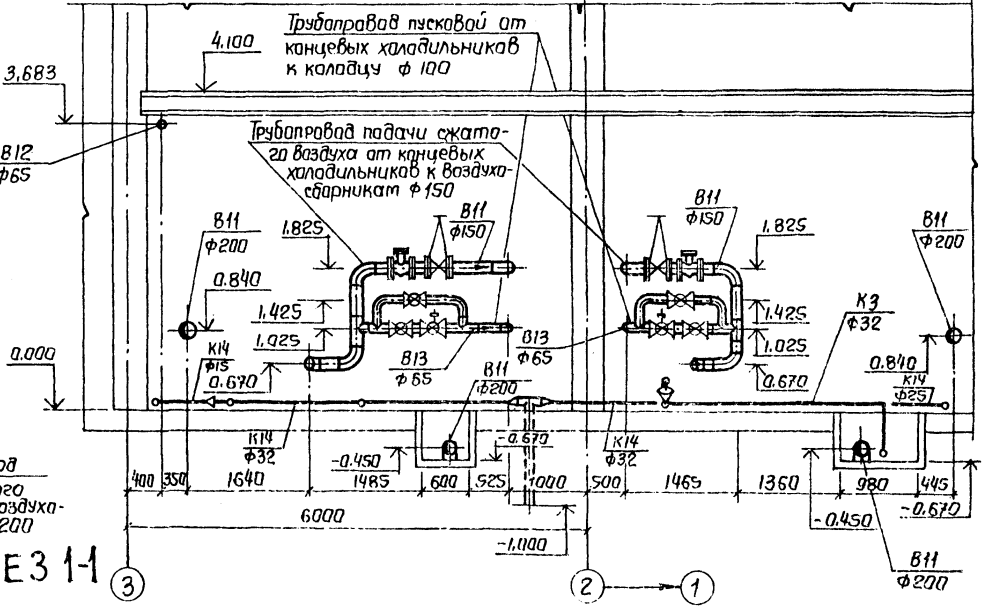 Трубопровод пусковой от
концевых холодильников
к колодцу ф 100
4.100
3,683
В12
ф65
Трубопровод подачи сжато-
го воздуха от концевых
холодильников к воздухо-
сборникам ф 150
В11
ф200
1.825
В11
ф150
В11
ф150
1.825
В11
ф200
0.840
1.425
1.025
К14
ф15
0.670
В13
ф65
В11
ф200
В13
ф65
1.425
1.025
0.670
К3
ф32
0.840
К14
ф25
0.000
К14
ф32
-0.450
-0.670
К14
ф32
400 350 1640 1485 600 525 1000 500 1465 1360 980 445
-0.450
-0.670
6000
-1,000
В11
ф200
ого
оздухо-
200
ЕЗ 1-1
3
2
1